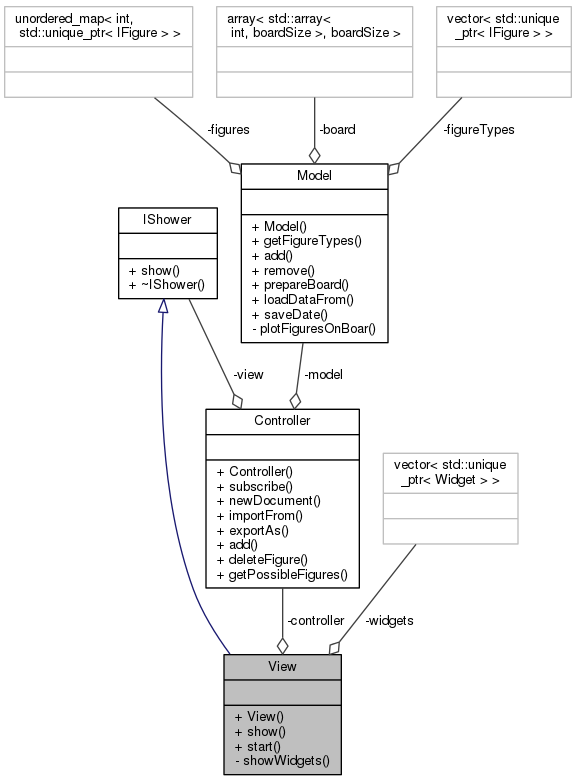 unordered_map< int,
std::unique_ptr< IFigure > >
array< std::array<
int, boardSize >, boardSize >
vector< std::unique
_ptr< IFigure > >
-figures
-board
-figureTypes
Model
+ Model()
+ getFigureTypes()
+ add()
+ remove()
+ prepareBoard()
+ loadDataFrom()
+ saveDate()
- plotFiguresOnBoar()
IShower
+ show()
+ ~IShower()
-view
-model
Controller
+ Controller()
+ subscribe()
+ newDocument()
+ importFrom()
+ exportAs()
+ add()
+ deleteFigure()
+ getPossibleFigures()
vector< std::unique
_ptr< Widget > >
-controller
-widgets
View
+ View()
+ show()
+ start()
- showWidgets()